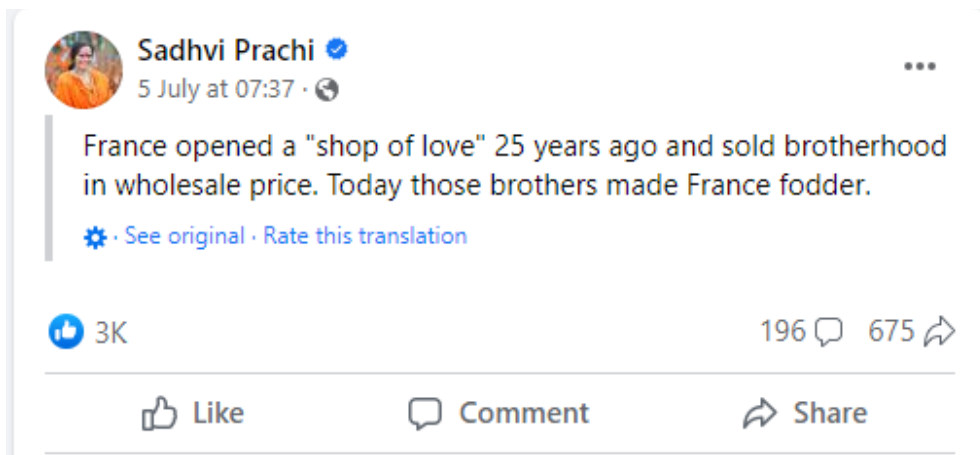 Sadhvi Prachi
5 July at 07:37 ·
France opened a "shop of love" 25 years ago and sold brotherhood
in wholesale price. Today those brothers made France fodder.
· See original · Rate this translation
3K 196 675
Like Comment Share